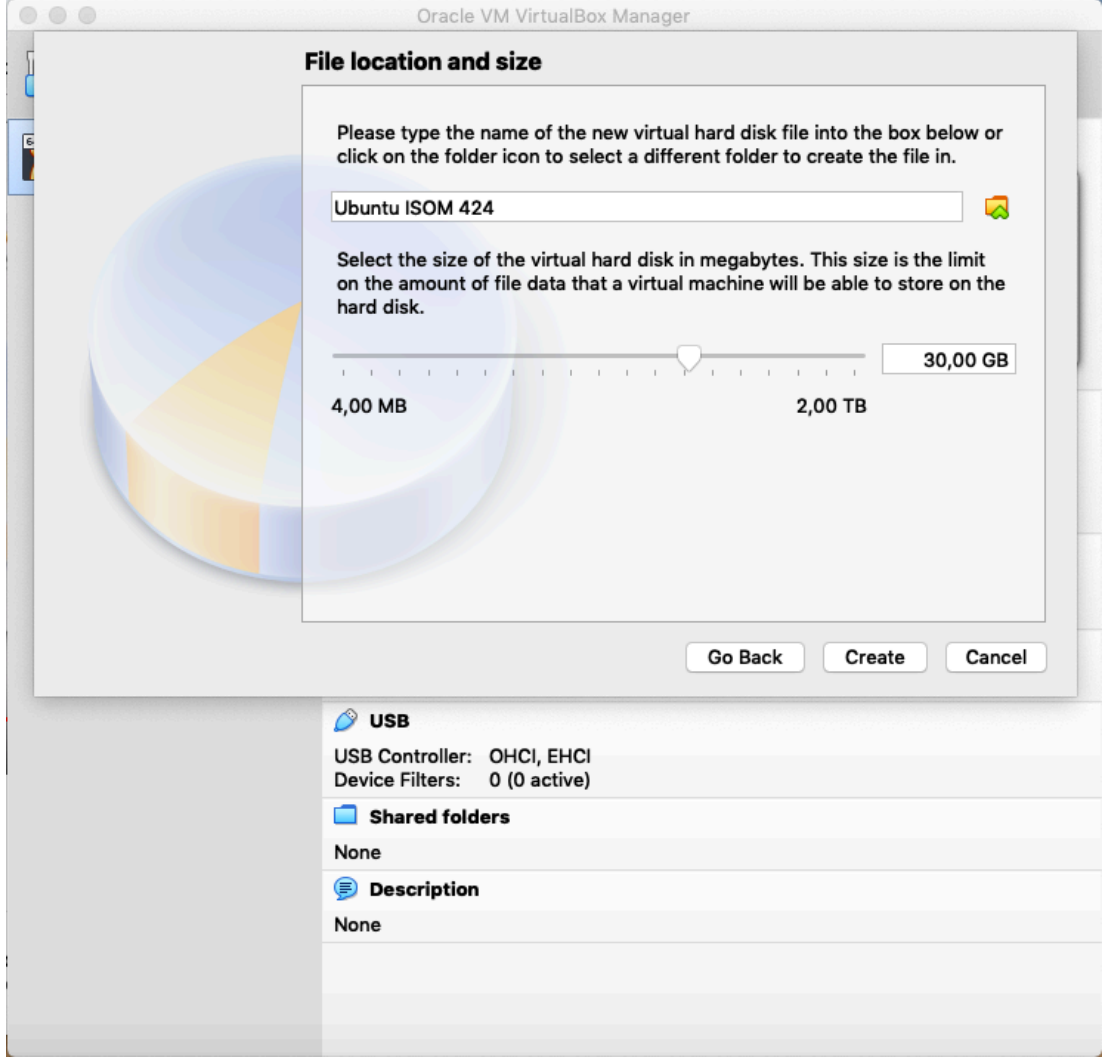 Oracle VM VirtualBox Manager
File location and size
Please type the name of the new virtual hard disk file into the box below or
click on the folder icon to select a different folder to create the file in.
Ubuntu ISOM 424
Select the size of the virtual hard disk in megabytes. This size is the limit
on the amount of file data that a virtual machine will be able to store on the
hard disk.
30,00 GB
4,00 MB 2,00 TB
Go Back Create Cancel
USB
USB Controller: OHCI, EHCI
Device Filters: 0 (0 active)
Shared folders
None
Description
None